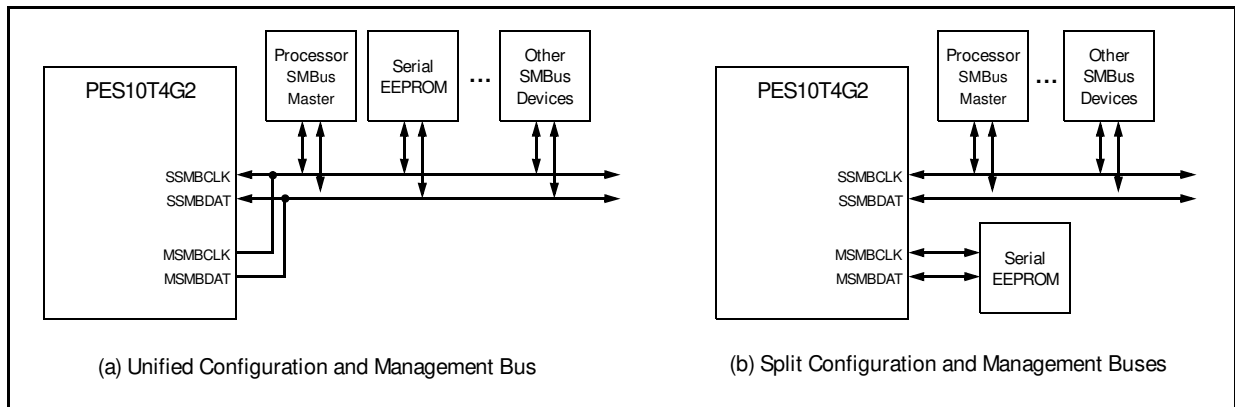 PES10T4G2
Processor
SMBus
Master
Serial
EEPROM
...
Other
SMBus
Devices
SSMBCLK
SSMBDAT
MSMBCLK
MSMBDAT
(a) Unified Configuration and Management Bus
PES10T4G2
Processor
SMBus
Master
...
Other
SMBus
Devices
SSMBCLK
SSMBDAT
MSMBCLK
MSMBDAT
Serial
EEPROM
(b) Split Configuration and Management Buses